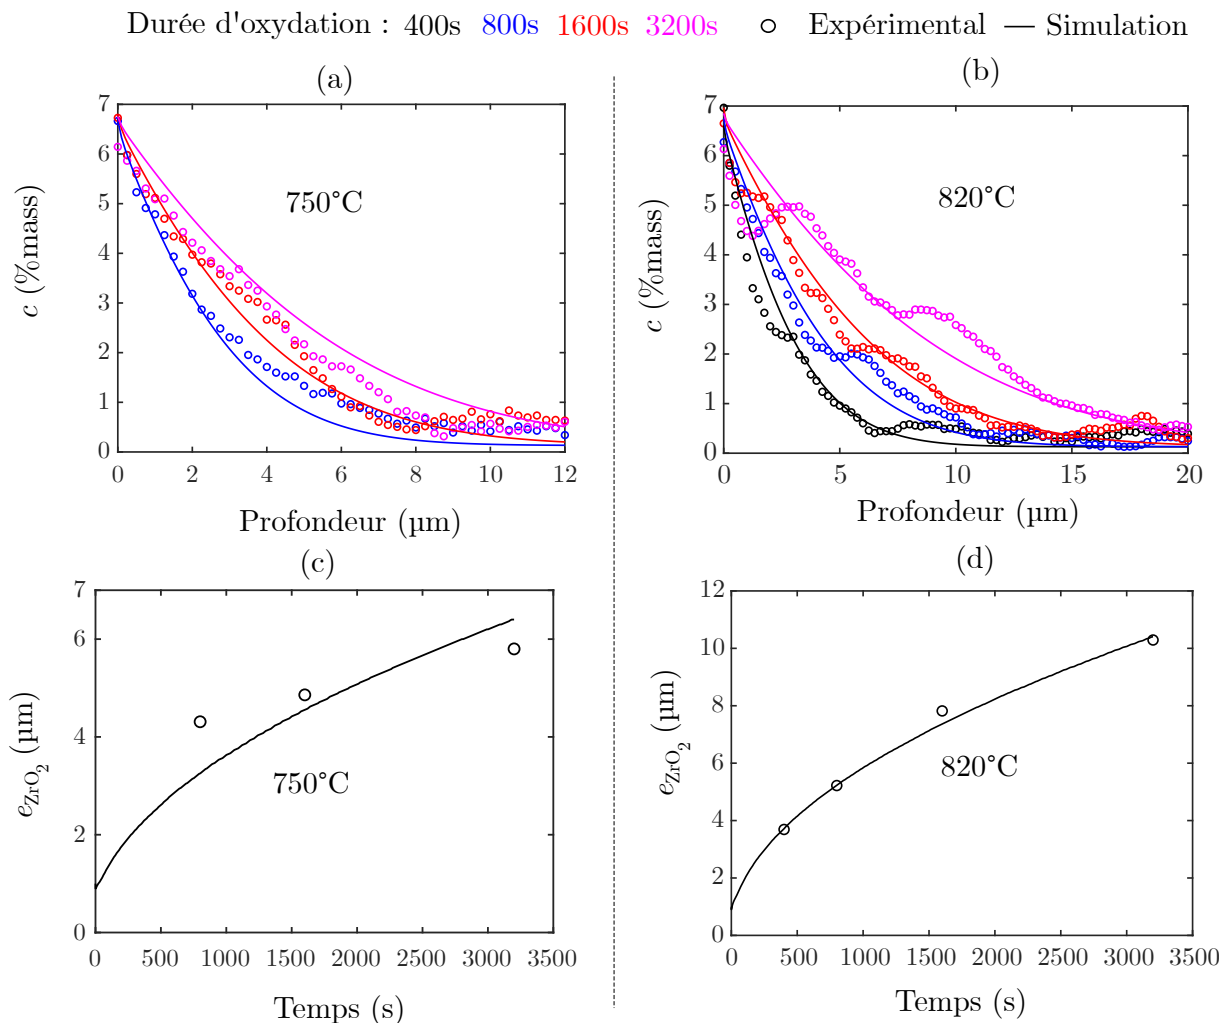 Durée d'oxydation : 400s 800s 1600s 3200s Expérimental Simulation
(a)
7
6
5
4
3
2
1
0
0 2 4 6 8 10 12
c (%mass)
750°C
Profondeur (µm)
(b)
7
6
5
4
3
2
1
0
0 5 10 15 20
c (%mass)
820°C
Profondeur (µm)
(c)
7
6
4
2
0
0 500 1000 1500 2000 2500 3000 3500
eZrO2 (µm)
750°C
Temps (s)
(d)
12
10
8
6
4
2
0
0 500 1000 1500 2000 2500 3000 3500
eZrO2 (µm)
820°C
Temps (s)